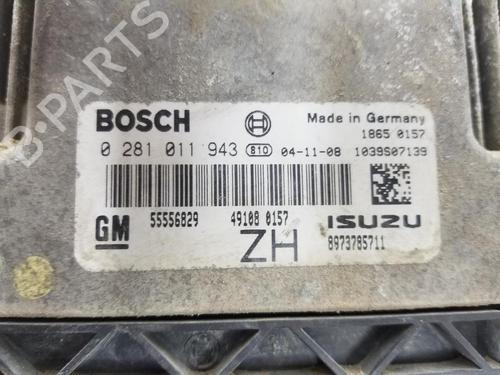 B-PARTS
BOSCH
Made in Germany
1865 0157
0 281 011 943 810 04-11-08 1039S07139
GM 55556829 49108 0157 ISUZU
ZH 8973785711